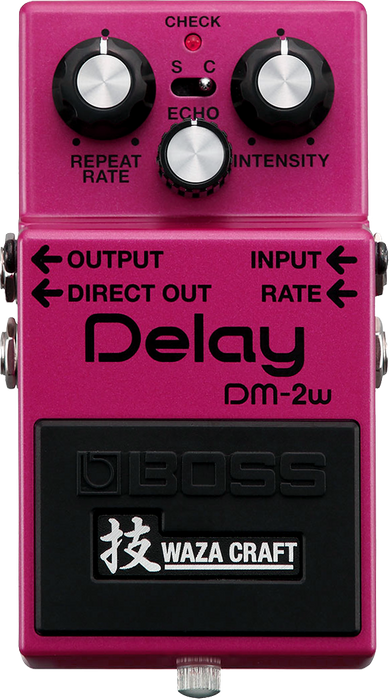 CHECK
S C
ECHO
REPEAT RATE
INTENSITY
OUTPUT
INPUT
DIRECT OUT
RATE
Delay
DM-2w
BOSS
技 WAZA CRAFT